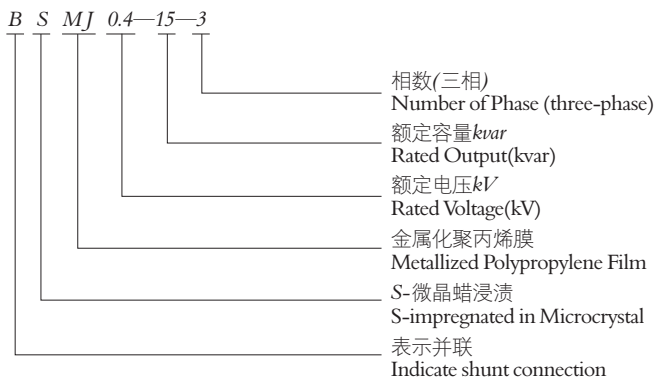 B S MJ 0.4—15—3
相数(三相)
Number of Phase (three-phase)
额定容量kvar
Rated Output(kvar)
额定电压kV
Rated Voltage(kV)
金属化聚丙烯膜
Metallized Polypropylene Film
S-微晶蜡浸渍
S-impregnated in Microcrystal
表示并联
Indicate shunt connection